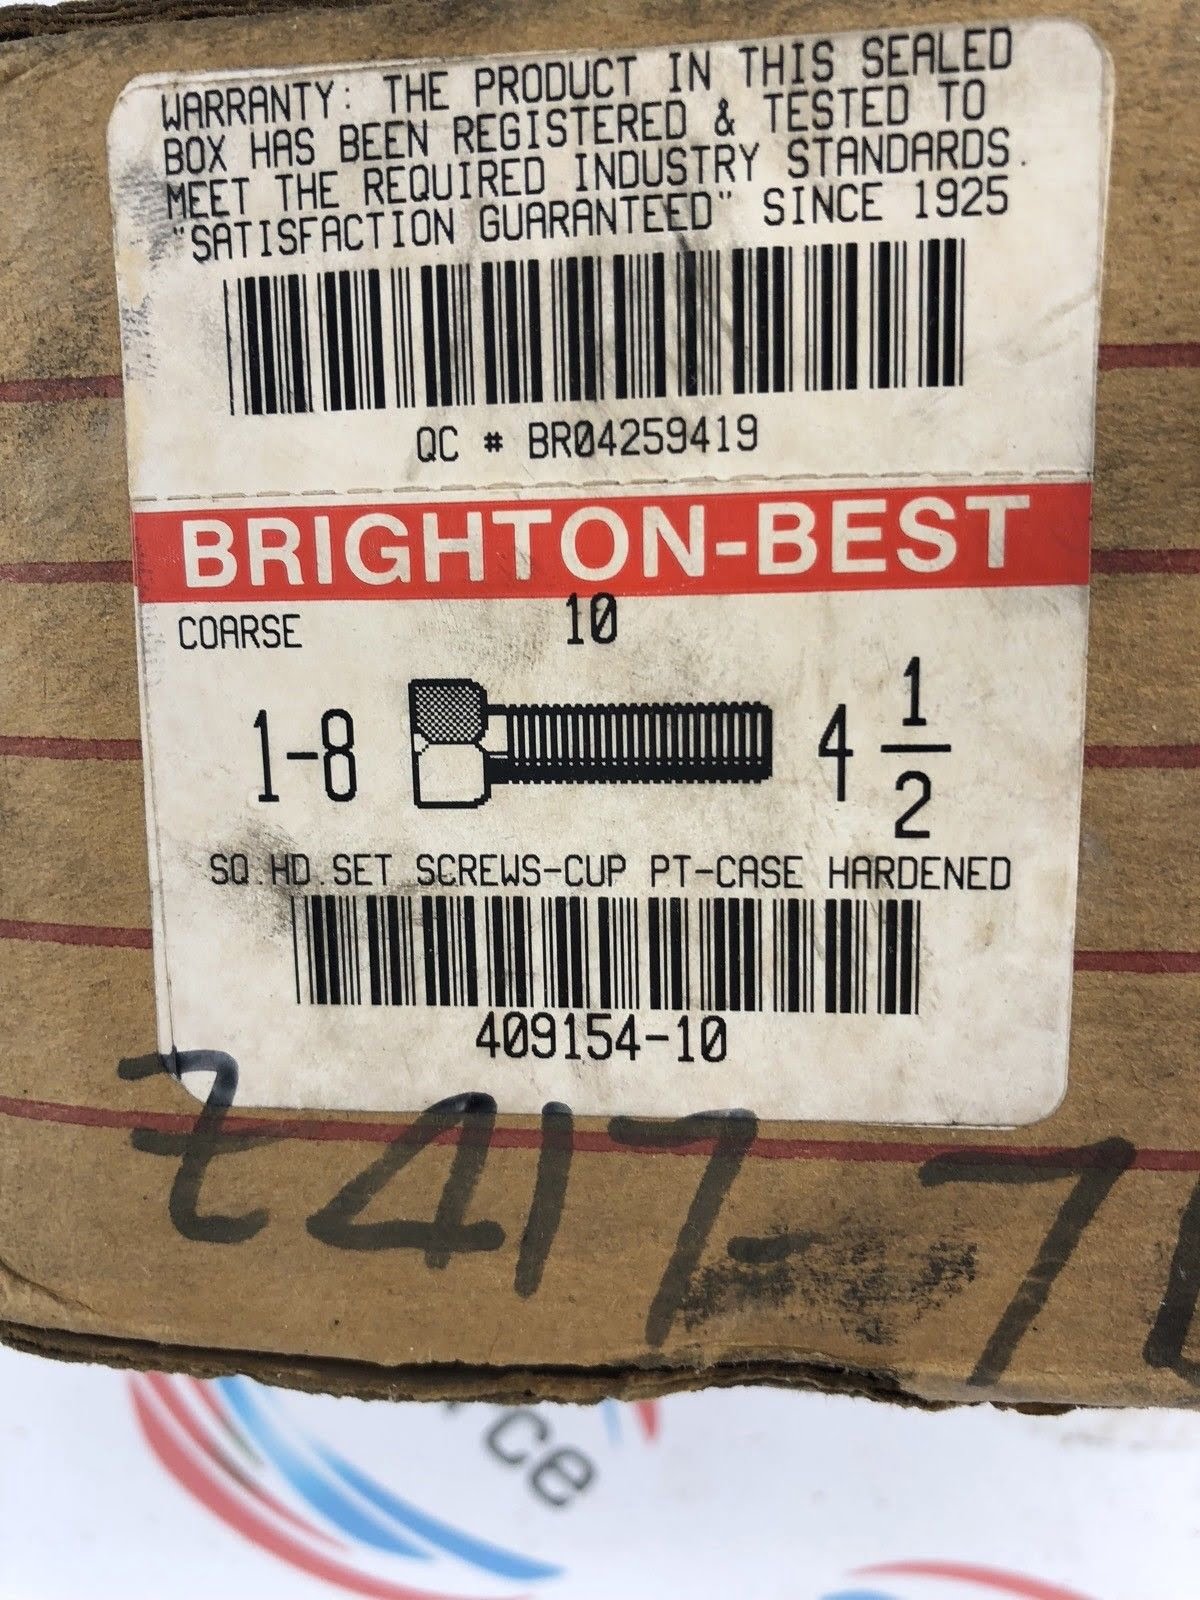 WARRANTY: THE PRODUCT IN THIS SEALED
BOX HAS BEEN REGISTERED & TESTED TO
MEET THE REQUIRED INDUSTRY STANDARDS.
"SATISFACTION GUARANTEED" SINCE 1925
QC # BR04259419
BRIGHTON-BEST
COARSE
10
1-8
4 1/2
SQ.HD.SET SCREWS-CUP PT-CASE HARDENED
409154-10